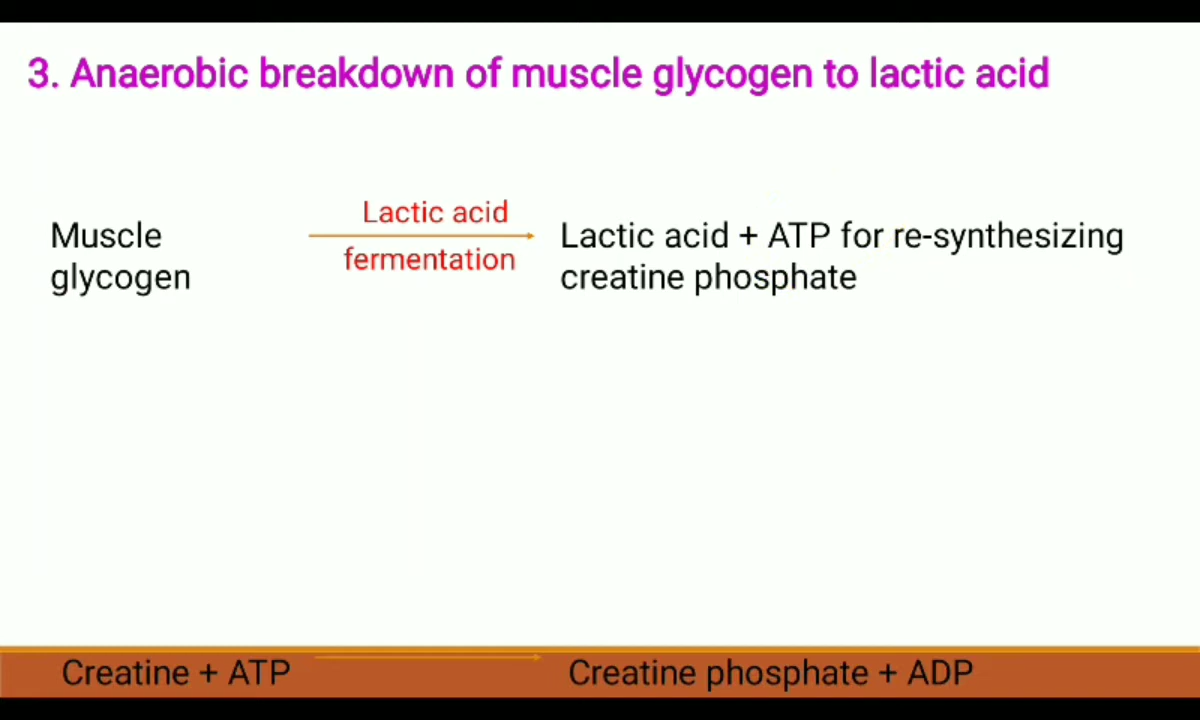 3. Anaerobic breakdown of muscle glycogen to lactic acid
Muscle
glycogen
Lactic acid
fermentation
Lactic acid + ATP for re-synthesizing
creatine phosphate
Creatine + ATP
Creatine phosphate + ADP